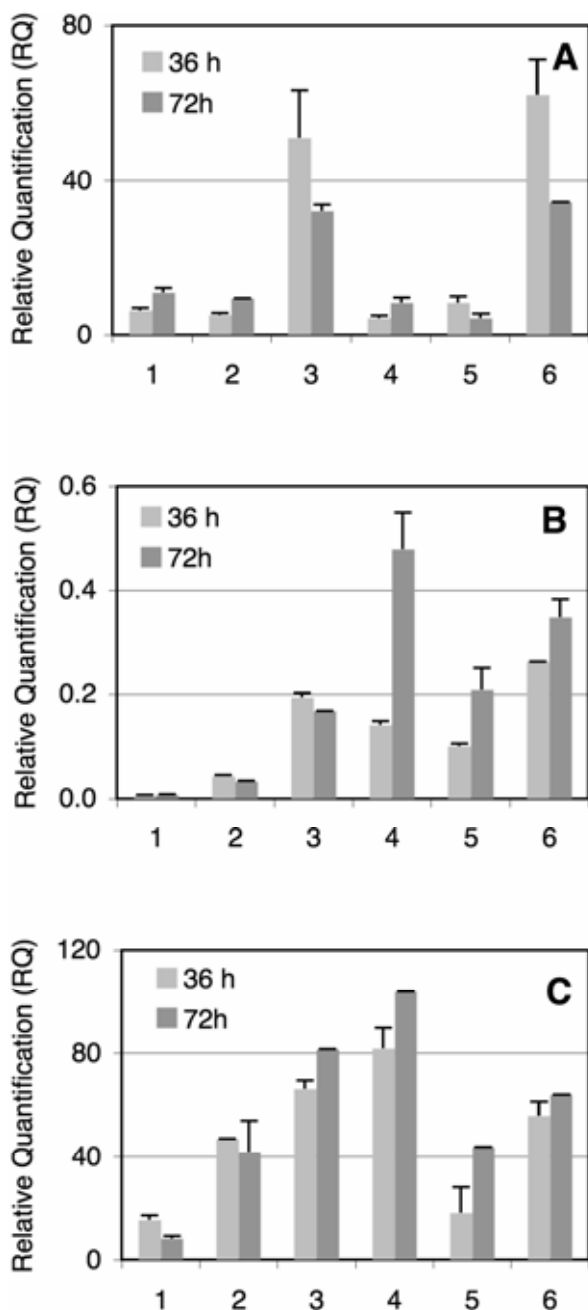 Relative Quantification (RQ)
80
40
0
36 h
72h
A
1 2 3 4 5 6
Relative Quantification (RQ)
0.6
0.4
0.2
0.0
36 h
72h
B
1 2 3 4 5 6
Relative Quantification (RQ)
120
80
40
0
36 h
72h
C
1 2 3 4 5 6